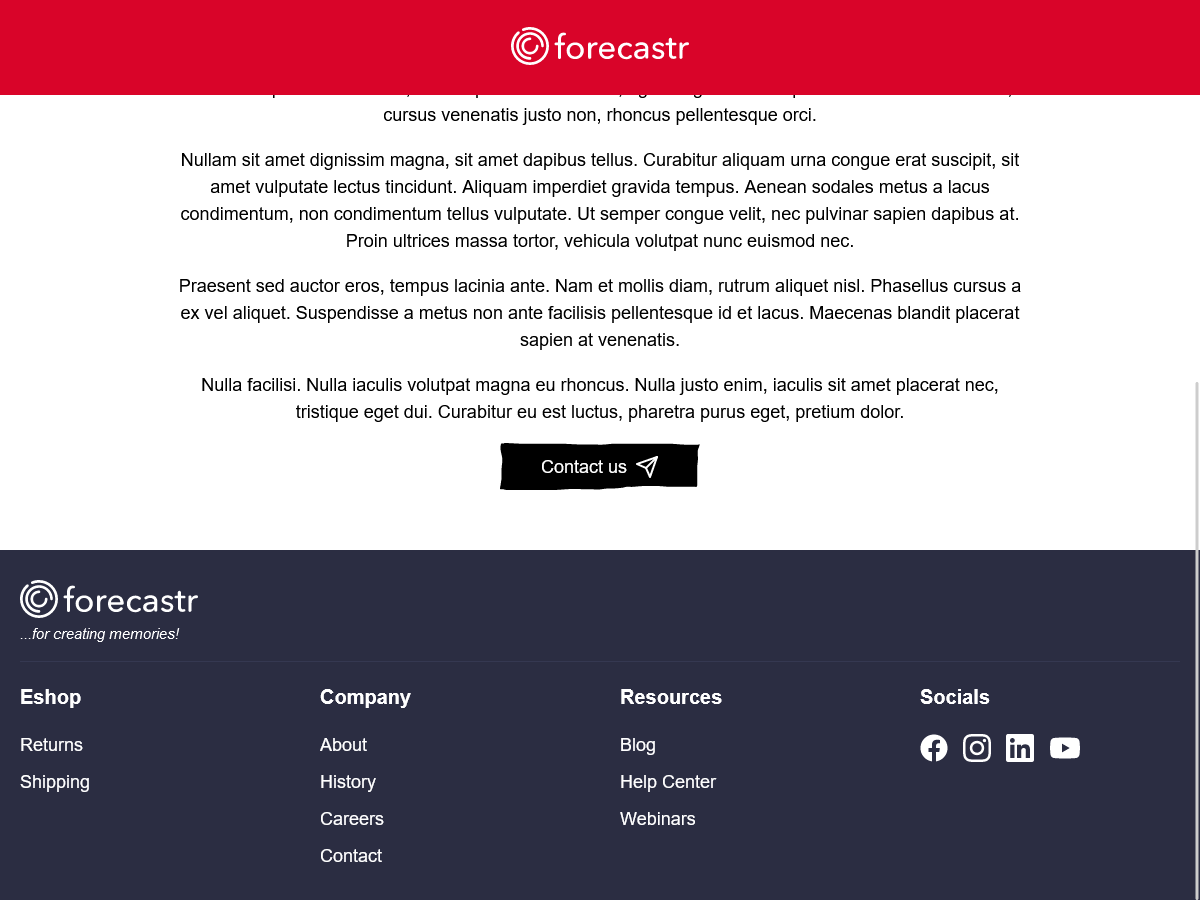 forecastr
cursus venenatis justo non, rhoncus pellentesque orci.
Nullam sit amet dignissim magna, sit amet dapibus tellus. Curabitur aliquam urna congue erat suscipit, sit
amet vulputate lectus tincidunt. Aliquam imperdiet gravida tempus. Aenean sodales metus a lacus
condimentum, non condimentum tellus vulputate. Ut semper congue velit, nec pulvinar sapien dapibus at.
Proin ultrices massa tortor, vehicula volutpat nunc euismod nec.
Praesent sed auctor eros, tempus lacinia ante. Nam et mollis diam, rutrum aliquet nisl. Phasellus cursus a
ex vel aliquet. Suspendisse a metus non ante facilisis pellentesque id et lacus. Maecenas blandit placerat
sapien at venenatis.
Nulla facilisi. Nulla iaculis volutpat magna eu rhoncus. Nulla justo enim, iaculis sit amet placerat nec,
tristique eget dui. Curabitur eu est luctus, pharetra purus eget, pretium dolor.
Contact us
forecastr
...for creating memories!
Eshop
Returns
Shipping
Company
About
History
Careers
Contact
Resources
Blog
Help Center
Webinars
Socials